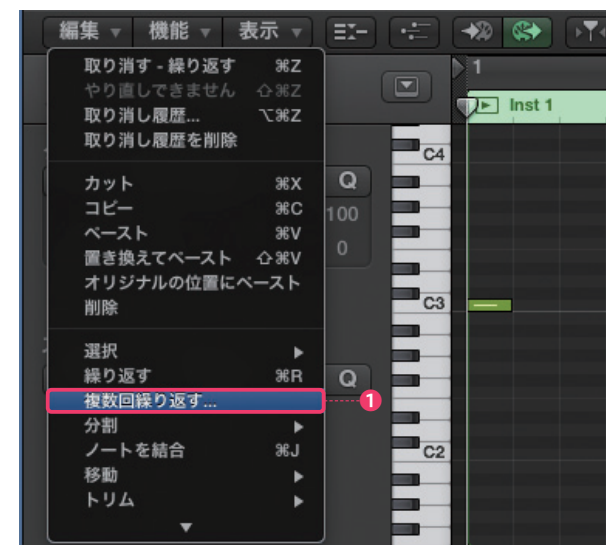 編集 機能 表示
1
Inst 1
取り消す - 繰り返す ⌘Z
やり直しできません ⇧⌘Z
取り消し履歴... ⌥⌘Z
取り消し履歴を削除
C4
カット ⌘X
Q
コピー ⌘C
100
ペースト ⌘V
置き換えてペースト ⇧⌘V
0
オリジナルの位置にペースト
削除
C3
選択
繰り返す ⌘R
Q
複数回繰り返す...
1
分割
ノートを結合 ⌘J
C2
移動
トリム